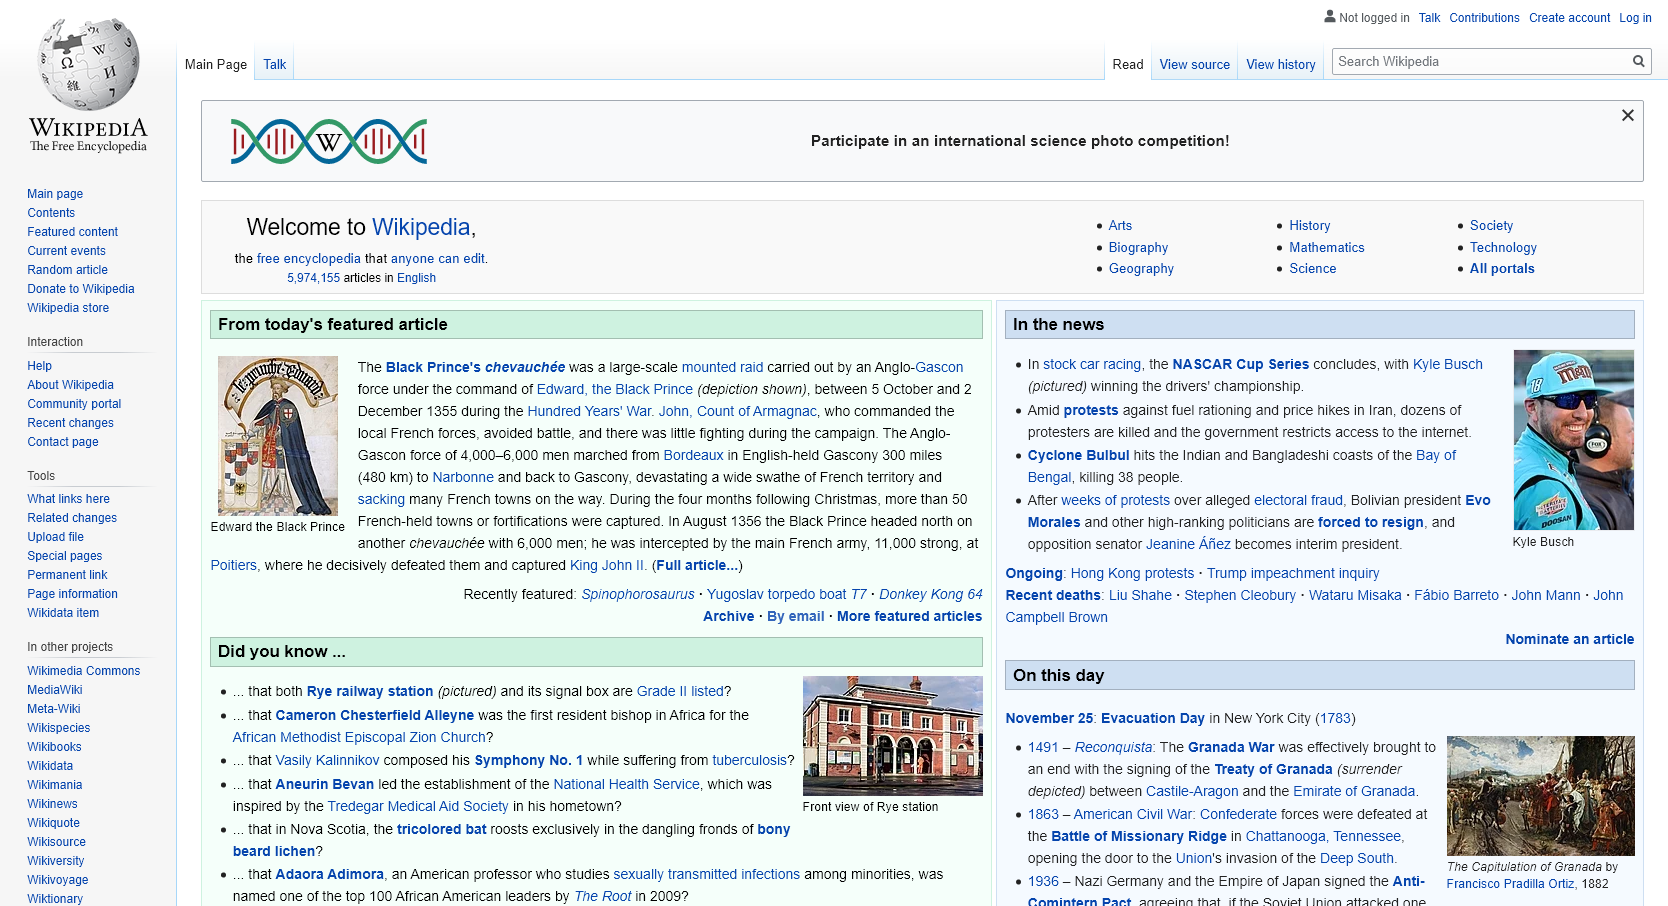 Not logged in Talk Contributions Create account Log in
Main Page Talk Read View source View history Search Wikipedia
WIKIPEDIA
The Free Encyclopedia
Main page
Contents
Featured content
Current events
Random article
Donate to Wikipedia
Wikipedia store
Interaction
Help
About Wikipedia
Community portal
Recent changes
Contact page
Tools
What links here
Related changes
Upload file
Special pages
Permanent link
Page information
Wikidata item
In other projects
Wikimedia Commons
MediaWiki
Meta-Wiki
Wikispecies
Wikibooks
Wikidata
Wikimania
Wikinews
Wikiquote
Wikisource
Wikiversity
Wikivoyage
Wiktionary
W
Participate in an international science photo competition!
Welcome to Wikipedia,
the free encyclopedia that anyone can edit.
5,974,155 articles in English
Arts
Biography
Geography
History
Mathematics
Science
Society
Technology
All portals
From today's featured article
The Black Prince's chevauchée was a large-scale mounted raid carried out by an Anglo-Gascon
force under the command of Edward, the Black Prince (depiction shown), between 5 October and 2
December 1355 during the Hundred Years' War. John, Count of Armagnac, who commanded the
local French forces, avoided battle, and there was little fighting during the campaign. The Anglo-
Gascon force of 4,000–6,000 men marched from Bordeaux in English-held Gascony 300 miles
(480 km) to Narbonne and back to Gascony, devastating a wide swathe of French territory and
sacking many French towns on the way. During the four months following Christmas, more than 50
French-held towns or fortifications were captured. In August 1356 the Black Prince headed north on
another chevauchée with 6,000 men; he was intercepted by the main French army, 11,000 strong, at
Poitiers, where he decisively defeated them and captured King John II. (Full article...)
Edward the Black Prince
Recently featured: Spinophorosaurus · Yugoslav torpedo boat T7 · Donkey Kong 64
Archive · By email · More featured articles
Did you know ...
... that both Rye railway station (pictured) and its signal box are Grade II listed?
... that Cameron Chesterfield Alleyne was the first resident bishop in Africa for the
African Methodist Episcopal Zion Church?
... that Vasily Kalinnikov composed his Symphony No. 1 while suffering from tuberculosis?
... that Aneurin Bevan led the establishment of the National Health Service, which was
inspired by the Tredegar Medical Aid Society in his hometown?
... that in Nova Scotia, the tricolored bat roosts exclusively in the dangling fronds of bony
beard lichen?
... that Adaora Adimora, an American professor who studies sexually transmitted infections among minorities, was
named one of the top 100 African American leaders by The Root in 2009?
Front view of Rye station
In the news
In stock car racing, the NASCAR Cup Series concludes, with Kyle Busch
(pictured) winning the drivers' championship.
Amid protests against fuel rationing and price hikes in Iran, dozens of
protesters are killed and the government restricts access to the internet.
Cyclone Bulbul hits the Indian and Bangladeshi coasts of the Bay of
Bengal, killing 38 people.
After weeks of protests over alleged electoral fraud, Bolivian president Evo
Morales and other high-ranking politicians are forced to resign, and
opposition senator Jeanine Áñez becomes interim president.
18
m&m's
FOX
DOOSAN
Kyle Busch
Ongoing: Hong Kong protests · Trump impeachment inquiry
Recent deaths: Liu Shahe · Stephen Cleobury · Wataru Misaka · Fábio Barreto · John Mann · John
Campbell Brown
Nominate an article
On this day
November 25: Evacuation Day in New York City (1783)
1491 – Reconquista: The Granada War was effectively brought to
an end with the signing of the Treaty of Granada (surrender
depicted) between Castile-Aragon and the Emirate of Granada.
1863 – American Civil War: Confederate forces were defeated at
the Battle of Missionary Ridge in Chattanooga, Tennessee,
opening the door to the Union's invasion of the Deep South.
1936 – Nazi Germany and the Empire of Japan signed the Anti-
Comintern Pact, agreeing that, if the Soviet Union attacked one
The Capitulation of Granada by
Francisco Pradilla Ortiz, 1882